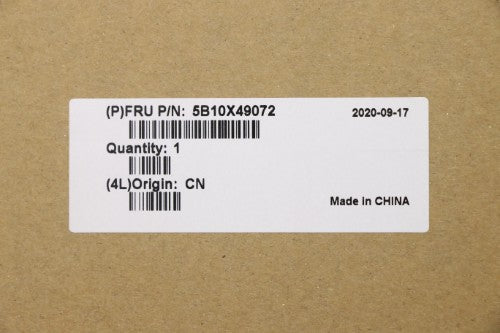 (P)FRU P/N: 5B10X49072 2020-09-17
Quantity: 1
(4L)Origin: CN
Made in CHINA